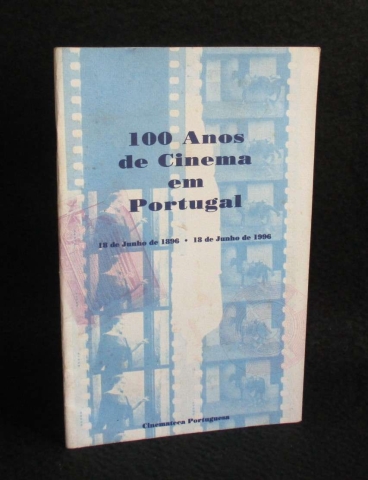 100 Anos
de Cinema
em
Portugal
18 de Junho de 1896 • 18 de Junho de 1996
Cinemateca Portuguesa